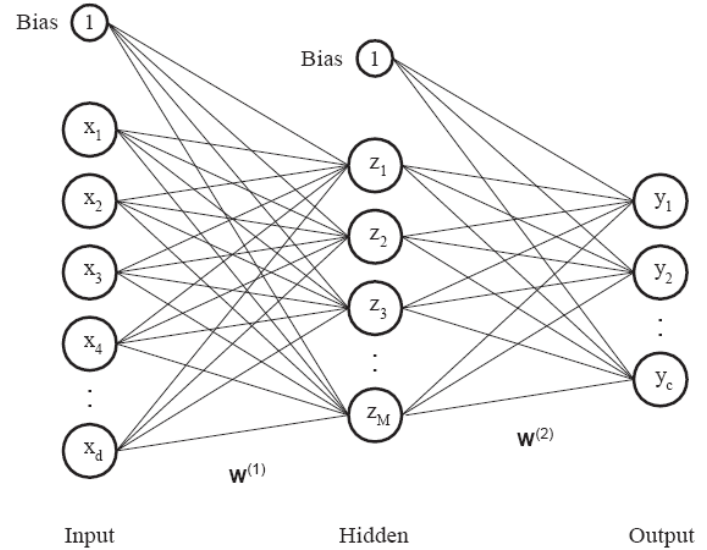 Bias 1
Bias 1
x1
x2
x3
x4
:
xd
z1
z2
z3
:
zM
y1
y2
:
yc
W(1)
W(2)
Input Hidden Output